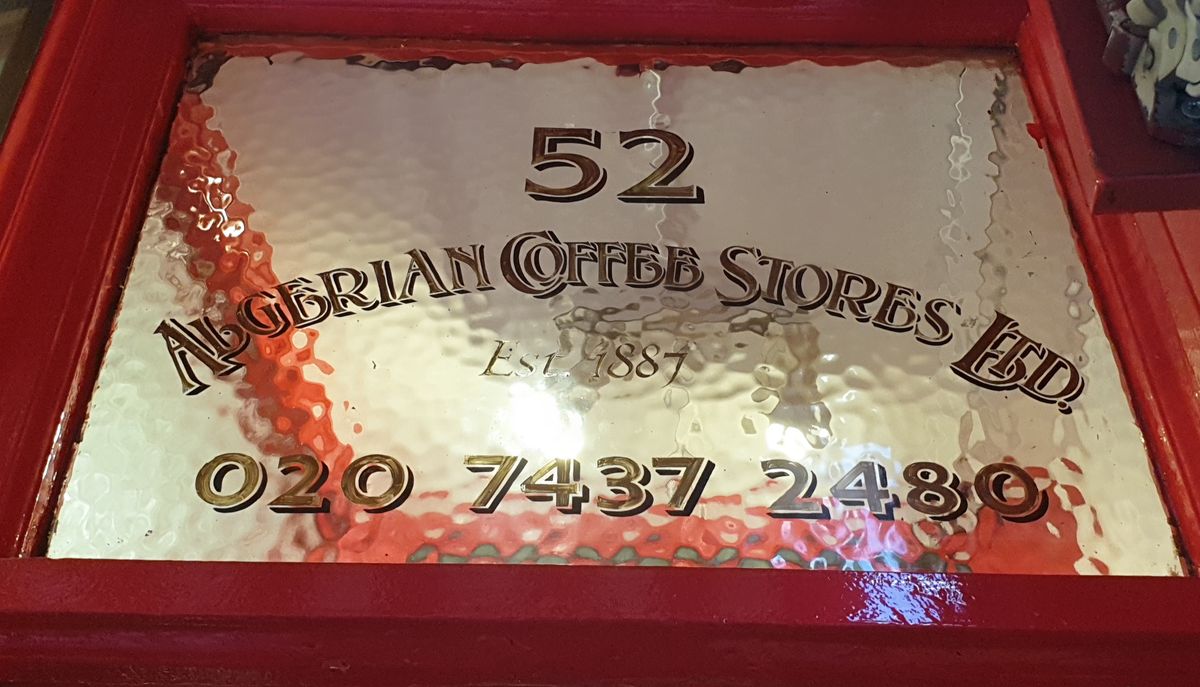 52
ALGERIAN COFFEE STORES LTD.
Est. 1887
020 7437 2480